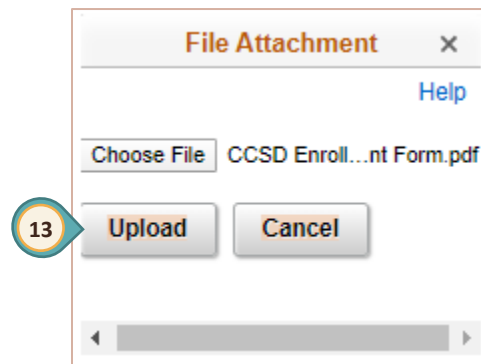 File Attachment ×
Help
Choose File CCSD Enroll...nt Form.pdf
13 Upload Cancel